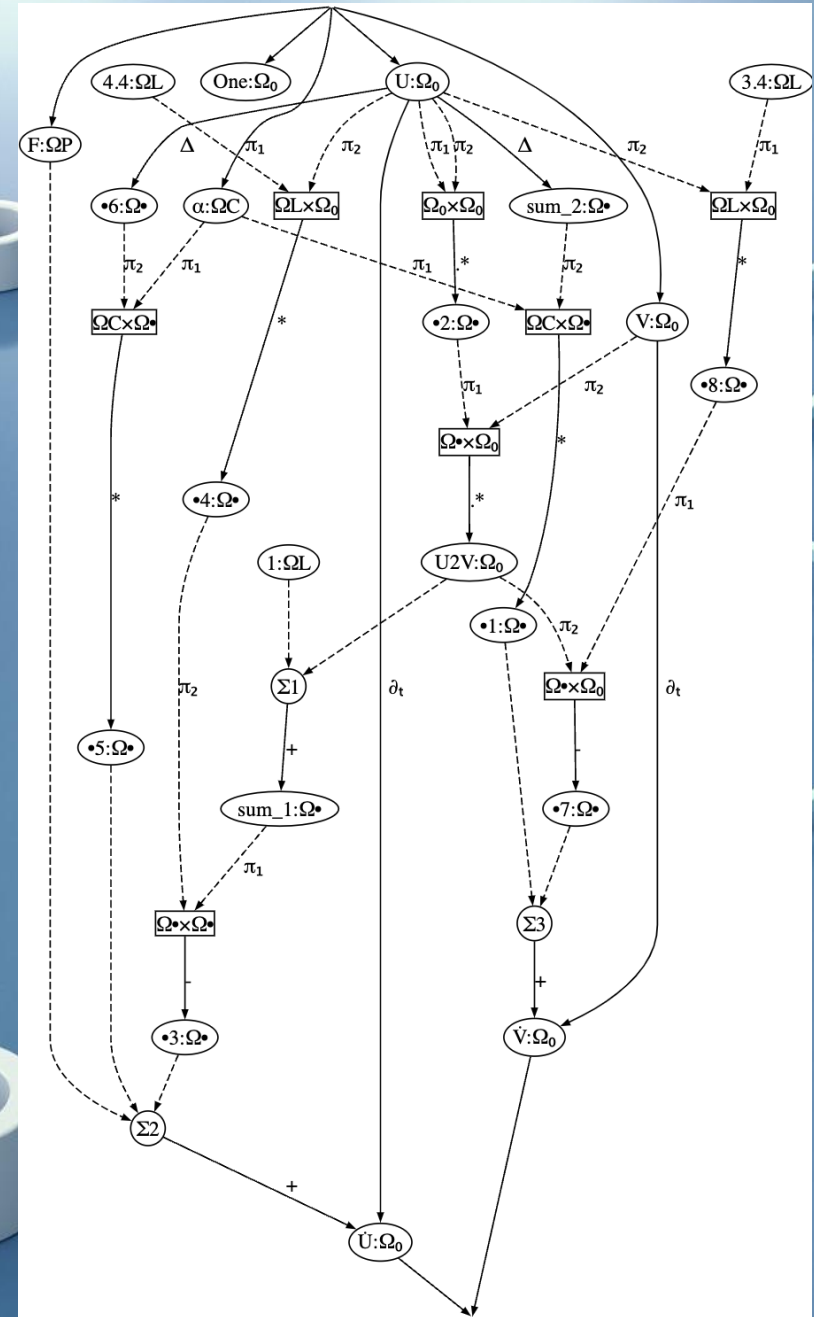 4.4:ΩL
One:Ω₀
U:Ω₀
3.4:ΩL
F:ΩP
Δ
π₁
π₂
π₁
π₂
Δ
π₂
π₁
•6:Ω•
α:ΩC
ΩL×Ω₀
Ω₀×Ω₀
sum_2:Ω•
ΩL×Ω₀
π₂
π₁
π₁
.*
π₂
*
ΩC×Ω•
*
•2:Ω•
ΩC×Ω•
V:Ω₀
π₁
π₂
•8:Ω•
Ω•×Ω₀
*
*
•4:Ω•
.*
π₁
1:ΩL
U2V:Ω₀
•1:Ω•
π₂
π₂
Σ1
∂ₜ
Ω•×Ω₀
∂ₜ
•5:Ω•
+
-
sum_1:Ω•
•7:Ω•
π₁
Ω•×Ω•
Σ3
-
+
•3:Ω•
V̇:Ω₀
Σ2
+
U̇:Ω₀